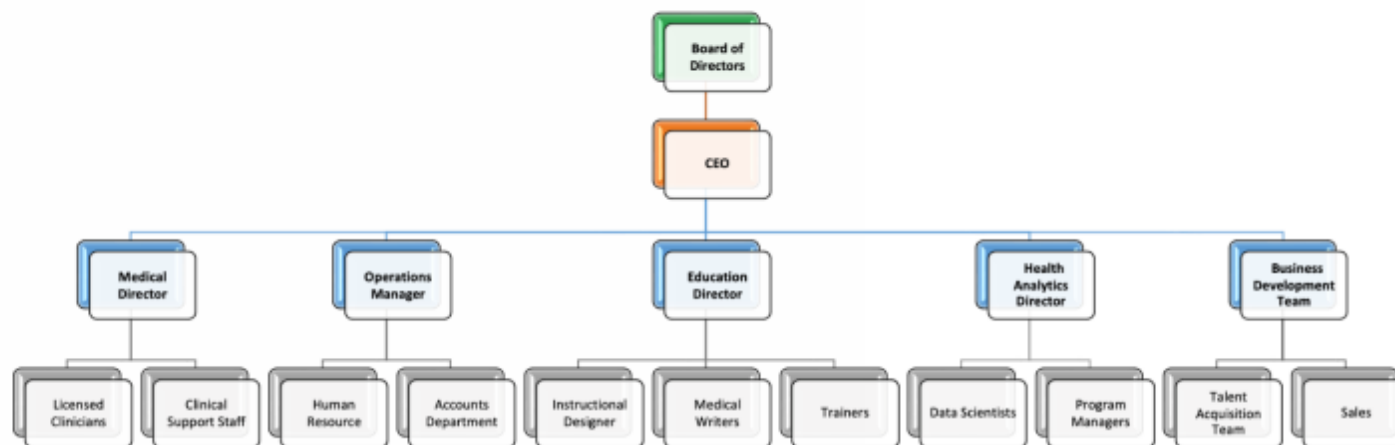 Board of
Directors
CEO
Medical
Director
Operations
Manager
Education
Director
Health
Analytics
Director
Business
Development
Team
Licensed
Clinicians
Clinical
Support Staff
Human
Resource
Accounts
Department
Instructional
Designer
Medical
Writers
Trainers
Data Scientists
Program
Managers
Talent
Acquisition
Team
Sales